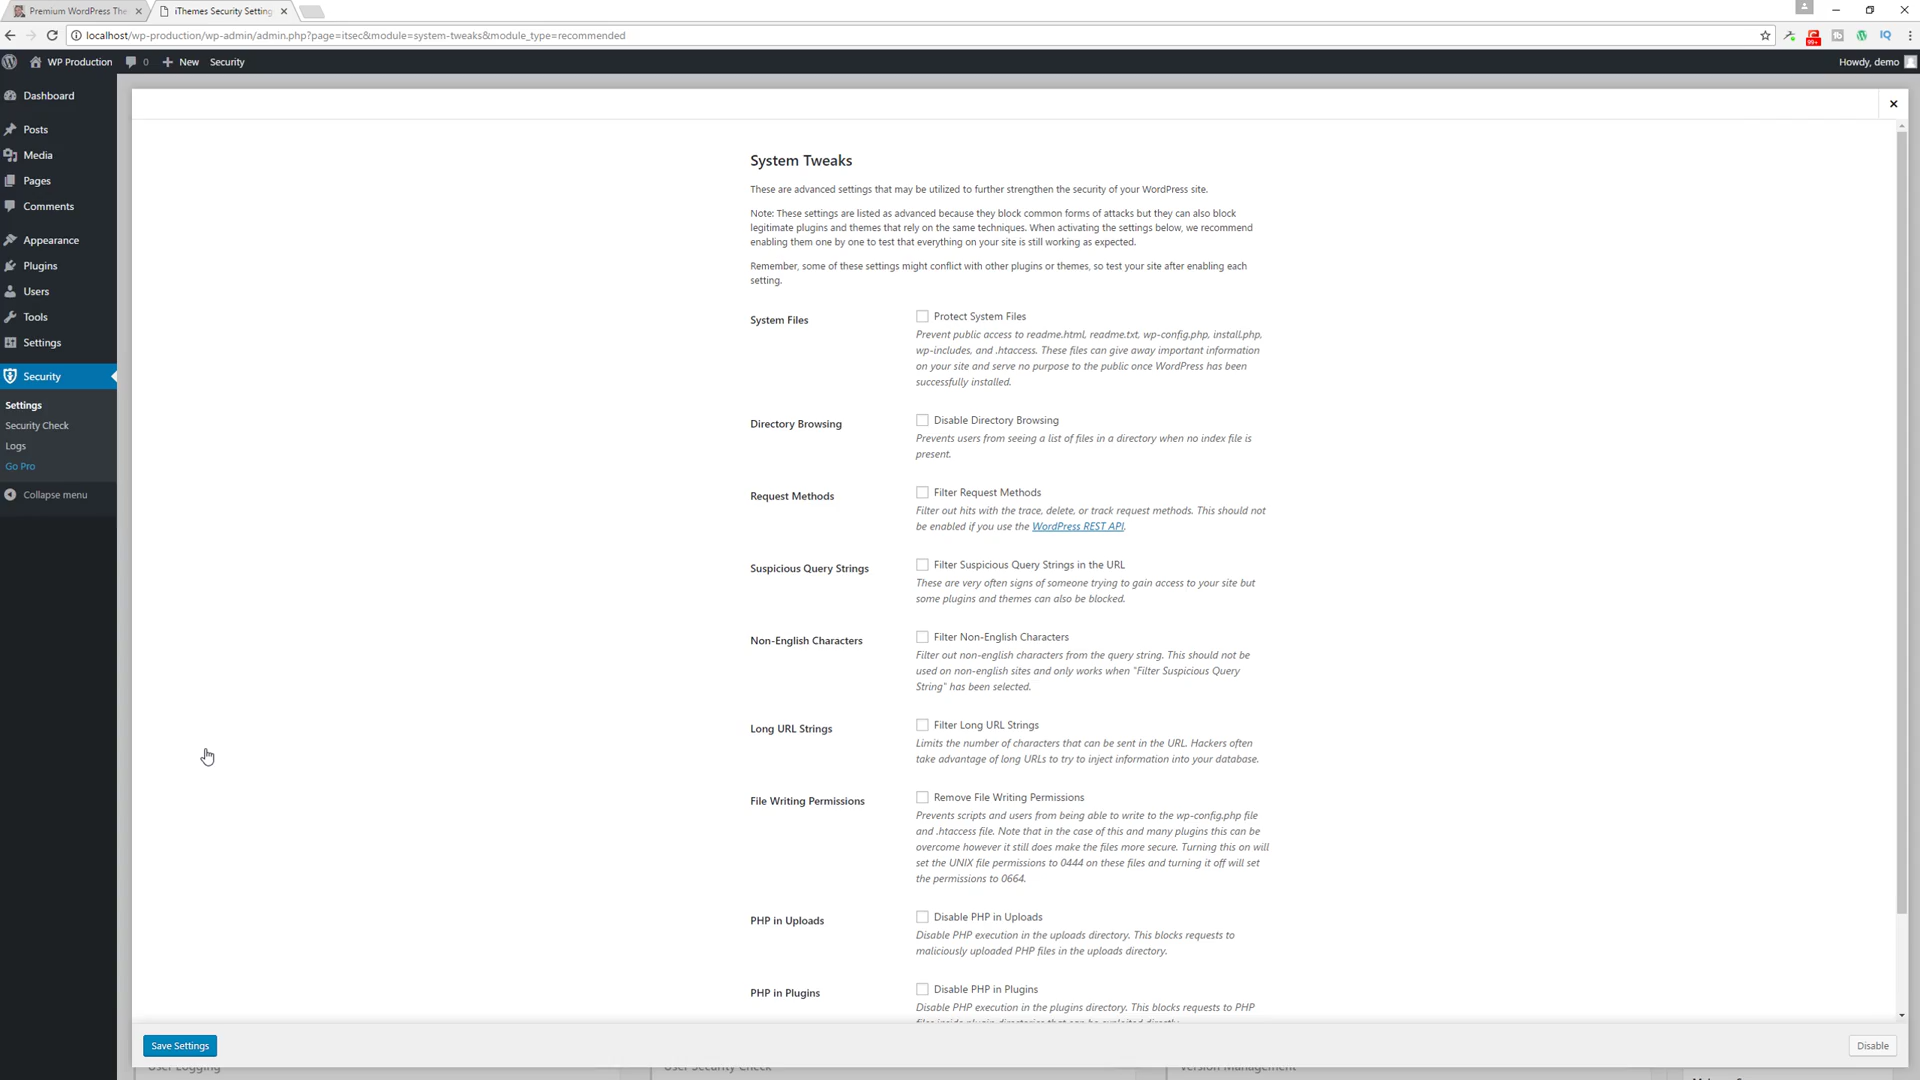 Premium WordPress The
iThemes Security Setting
localhost/wp-production/wp-admin/admin.php?page=itsec&module=system-tweaks&module_type=recommended
99+
IQ
WP Production
0
New
Security
Howdy, demo
Dashboard
Posts
Media
Pages
Comments
Appearance
Plugins
Users
Tools
Settings
Security
Settings
Security Check
Logs
Go Pro
Collapse menu
System Tweaks
These are advanced settings that may be utilized to further strengthen the security of your WordPress site.
Note: These settings are listed as advanced because they block common forms of attacks but they can also block
legitimate plugins and themes that rely on the same techniques. When activating the settings below, we recommend
enabling them one by one to test that everything on your site is still working as expected.
Remember, some of these settings might conflict with other plugins or themes, so test your site after enabling each
setting.
System Files
Protect System Files
Prevent public access to readme.html, readme.txt, wp-config.php, install.php,
wp-includes, and .htaccess. These files can give away important information
on your site and serve no purpose to the public once WordPress has been
successfully installed.
Directory Browsing
Disable Directory Browsing
Prevents users from seeing a list of files in a directory when no index file is
present.
Request Methods
Filter Request Methods
Filter out hits with the trace, delete, or track request methods. This should not
be enabled if you use the WordPress REST API.
Suspicious Query Strings
Filter Suspicious Query Strings in the URL
These are very often signs of someone trying to gain access to your site but
some plugins and themes can also be blocked.
Non-English Characters
Filter Non-English Characters
Filter out non-english characters from the query string. This should not be
used on non-english sites and only works when "Filter Suspicious Query
String" has been selected.
Long URL Strings
Filter Long URL Strings
Limits the number of characters that can be sent in the URL. Hackers often
take advantage of long URLs to try to inject information into your database.
File Writing Permissions
Remove File Writing Permissions
Prevents scripts and users from being able to write to the wp-config.php file
and .htaccess file. Note that in the case of this and many plugins this can be
overcome however it still does make the files more secure. Turning this on will
set the UNIX file permissions to 0444 on these files and turning it off will set
the permissions to 0664.
PHP in Uploads
Disable PHP in Uploads
Disable PHP execution in the uploads directory. This blocks requests to
maliciously uploaded PHP files in the uploads directory.
PHP in Plugins
Disable PHP in Plugins
Disable PHP execution in the plugins directory. This blocks requests to PHP
files inside plugin directories that can be exploited directly.
Save Settings
Disable
User Logging
User Security Check
Version Management